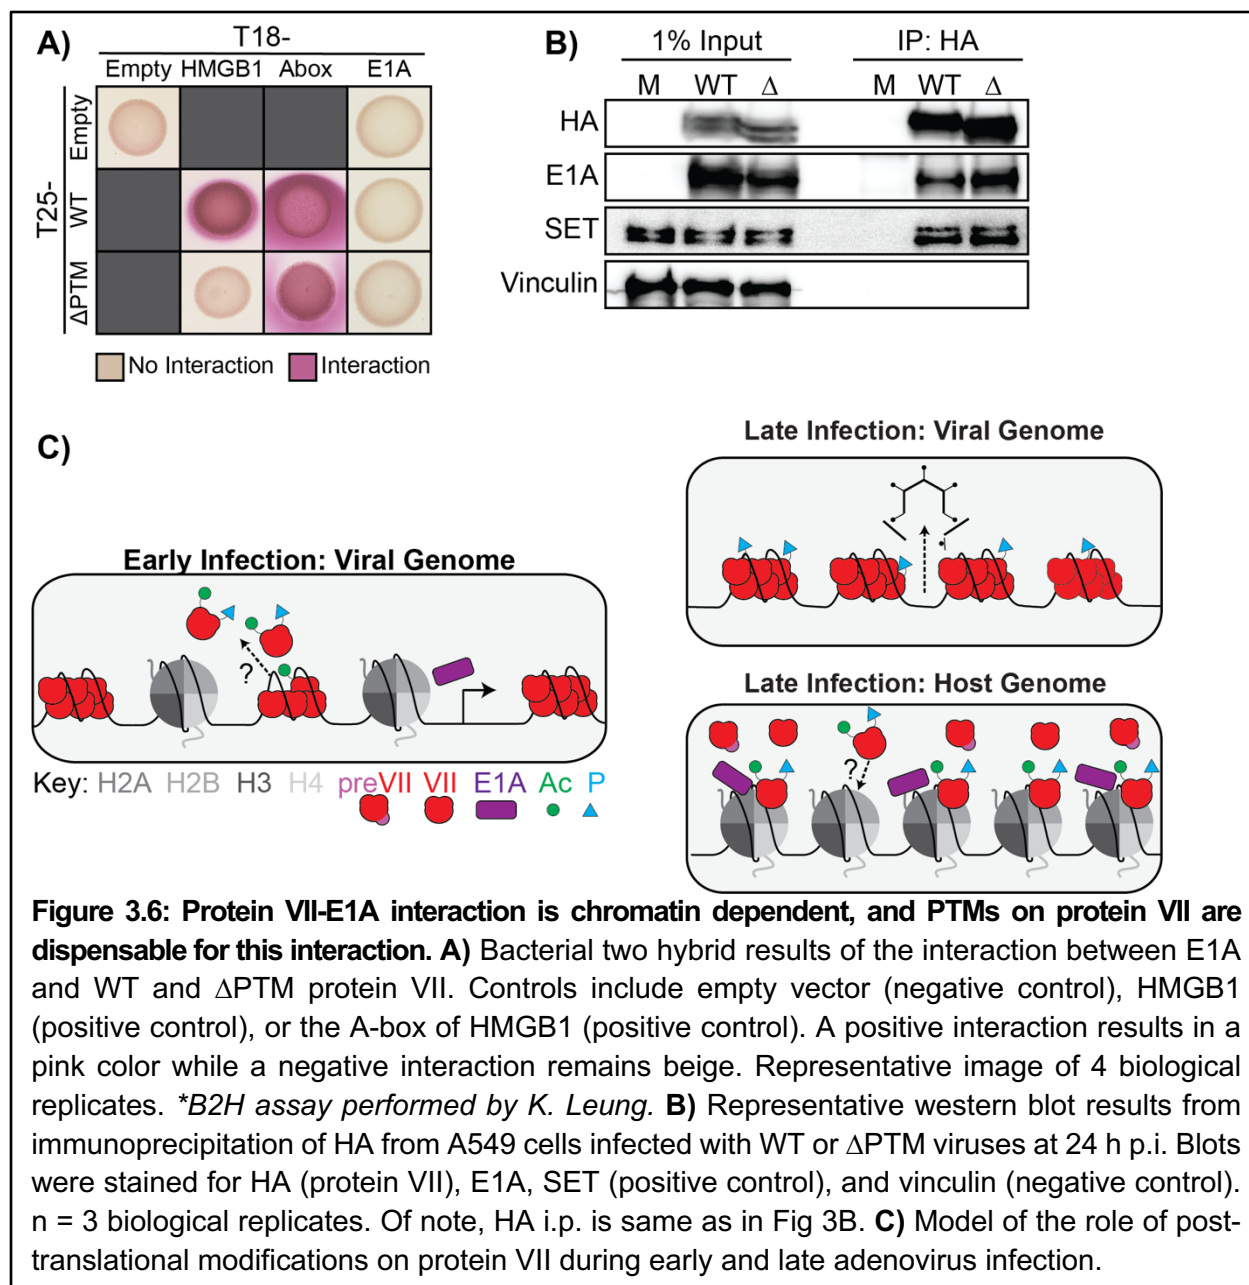 A)
T18-
Empty HMGB1 Abox E1A
T25-
Empty
WT
ΔPTM
No Interaction Interaction
B)
1% Input IP: HA
M WT Δ M WT Δ
HA
E1A
SET
Vinculin
C)
Early Infection: Viral Genome
?
Key: H2A H2B H3 H4 preVII VII E1A Ac P
Late Infection: Viral Genome
Late Infection: Host Genome
?
Figure 3.6: Protein VII-E1A interaction is chromatin dependent, and PTMs on protein VII are
dispensable for this interaction. A) Bacterial two hybrid results of the interaction between E1A
and WT and ΔPTM protein VII. Controls include empty vector (negative control), HMGB1
(positive control), or the A-box of HMGB1 (positive control). A positive interaction results in a
pink color while a negative interaction remains beige. Representative image of 4 biological
replicates. *B2H assay performed by K. Leung. B) Representative western blot results from
immunoprecipitation of HA from A549 cells infected with WT or ΔPTM viruses at 24 h p.i. Blots
were stained for HA (protein VII), E1A, SET (positive control), and vinculin (negative control).
n = 3 biological replicates. Of note, HA i.p. is same as in Fig 3B. C) Model of the role of post-
translational modifications on protein VII during early and late adenovirus infection.